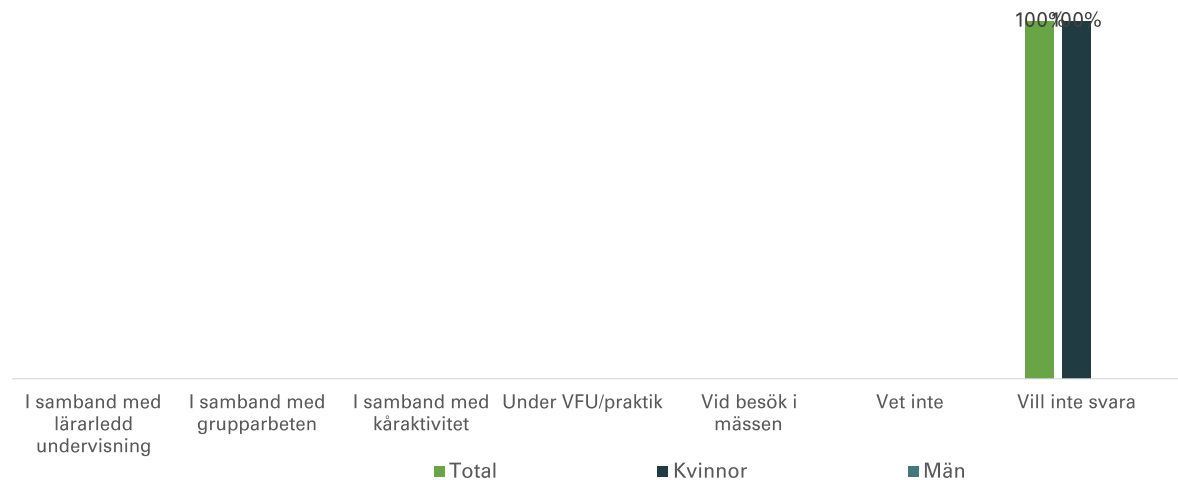 100% 100%
I samband med lärarledd undervisning
I samband med grupparbeten
I samband med kåraktivitet
Under VFU/praktik
Vid besök i mässen
Vet inte
Vill inte svara
Total
Kvinnor
Män